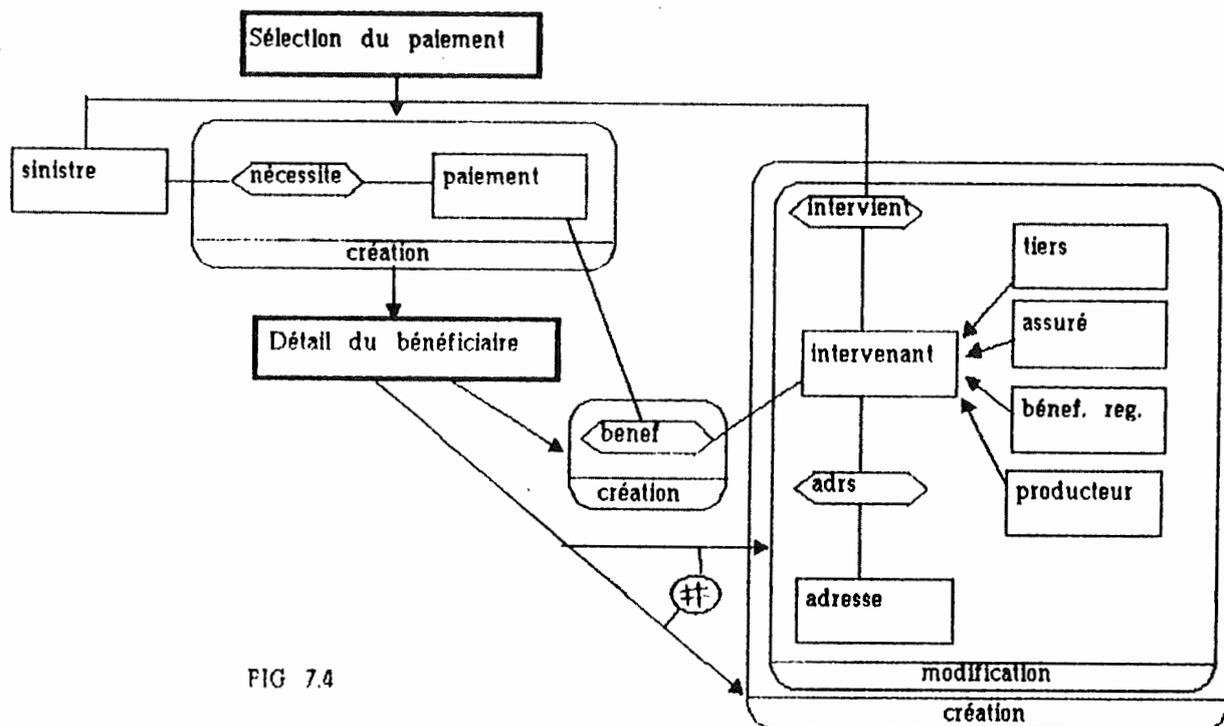 Sélection du paiement
sinistre
nécessite
paiement
création
intervient
tiers
assuré
Détail du bénéficiaire
intervenant
bénef. reg.
benef
création
adrs
producteur
#
adresse
modification
création
FIG 7.4